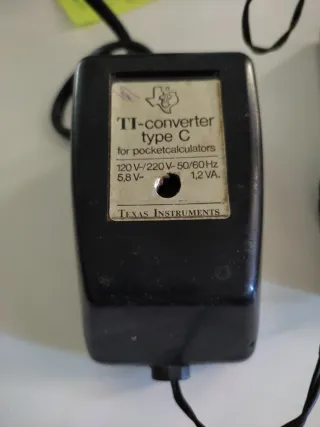 TI-converter
type C
for pocketcalculators
120 V~/220 V~ 50/60 Hz
5,8 V~ 1,2 VA
TEXAS INSTRUMENTS